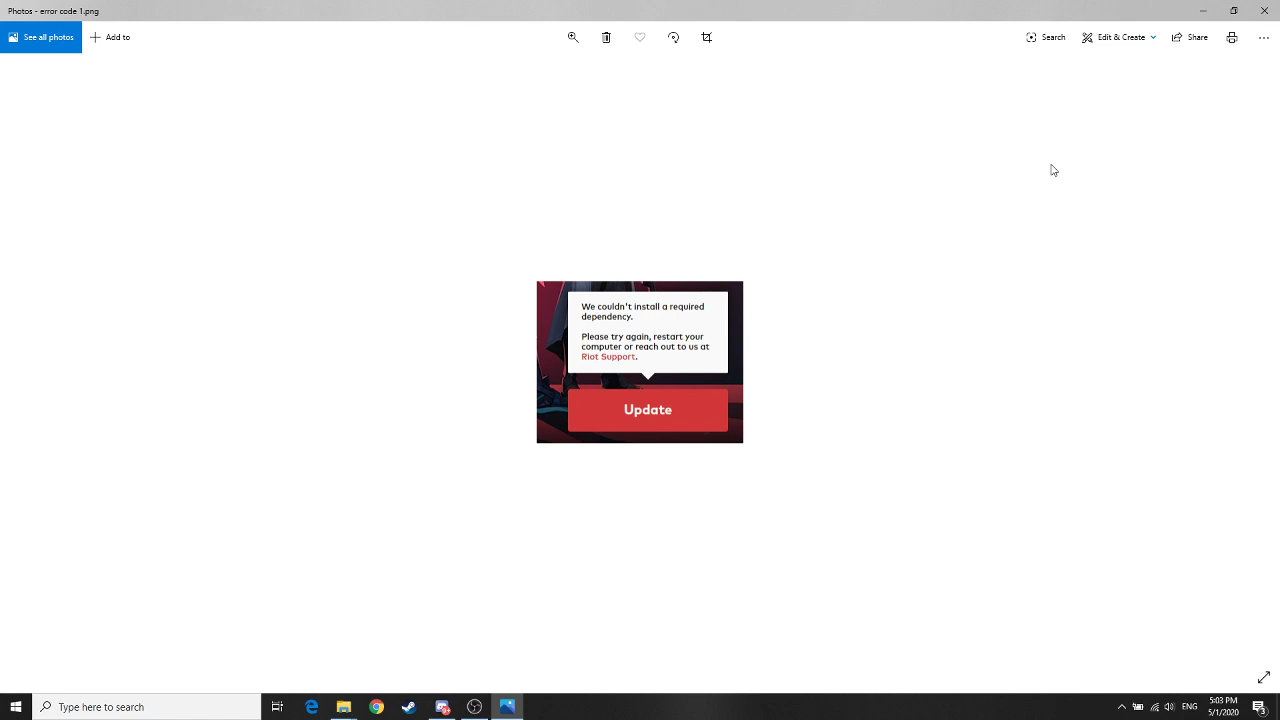 Photos - error code 1.png
See all photos
Add to
Search
Edit & Create
Share
We couldn't install a required
dependency.
Please try again, restart your
computer or reach out to us at
Riot Support.
Update
Type here to search
ENG
5:03 PM
5/1/2020
3